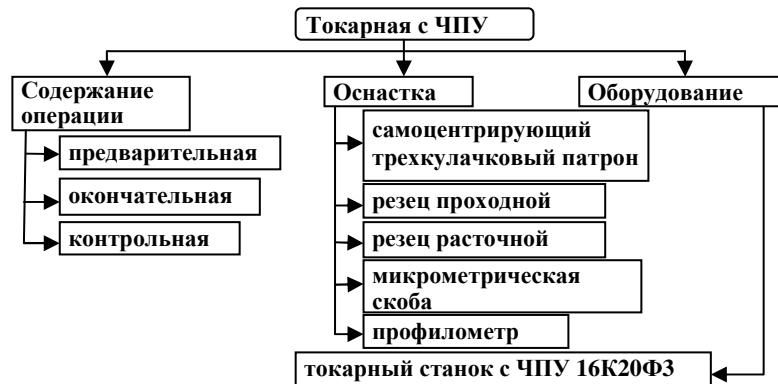 Токарная с ЧПУ
Содержание
операции
предварительная
окончательная
контрольная
Оснастка
самоцентрирующий
трехкулачковый патрон
резец проходной
резец расточной
микрометрическая
скоба
профилометр
Оборудование
токарный станок с ЧПУ 16К20Ф3